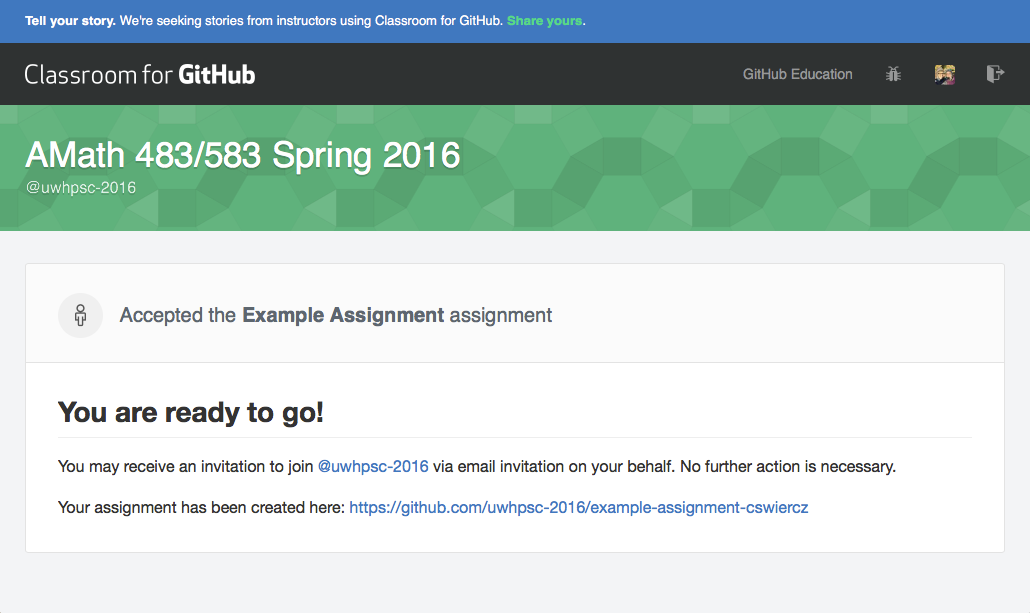 Tell your story. We're seeking stories from instructors using Classroom for GitHub. Share yours.
Classroom for GitHub
GitHub Education
AMath 483/583 Spring 2016
@uwhpsc-2016
Accepted the Example Assignment assignment
You are ready to go!
You may receive an invitation to join @uwhpsc-2016 via email invitation on your behalf. No further action is necessary.
Your assignment has been created here: https://github.com/uwhpsc-2016/example-assignment-cswiercz